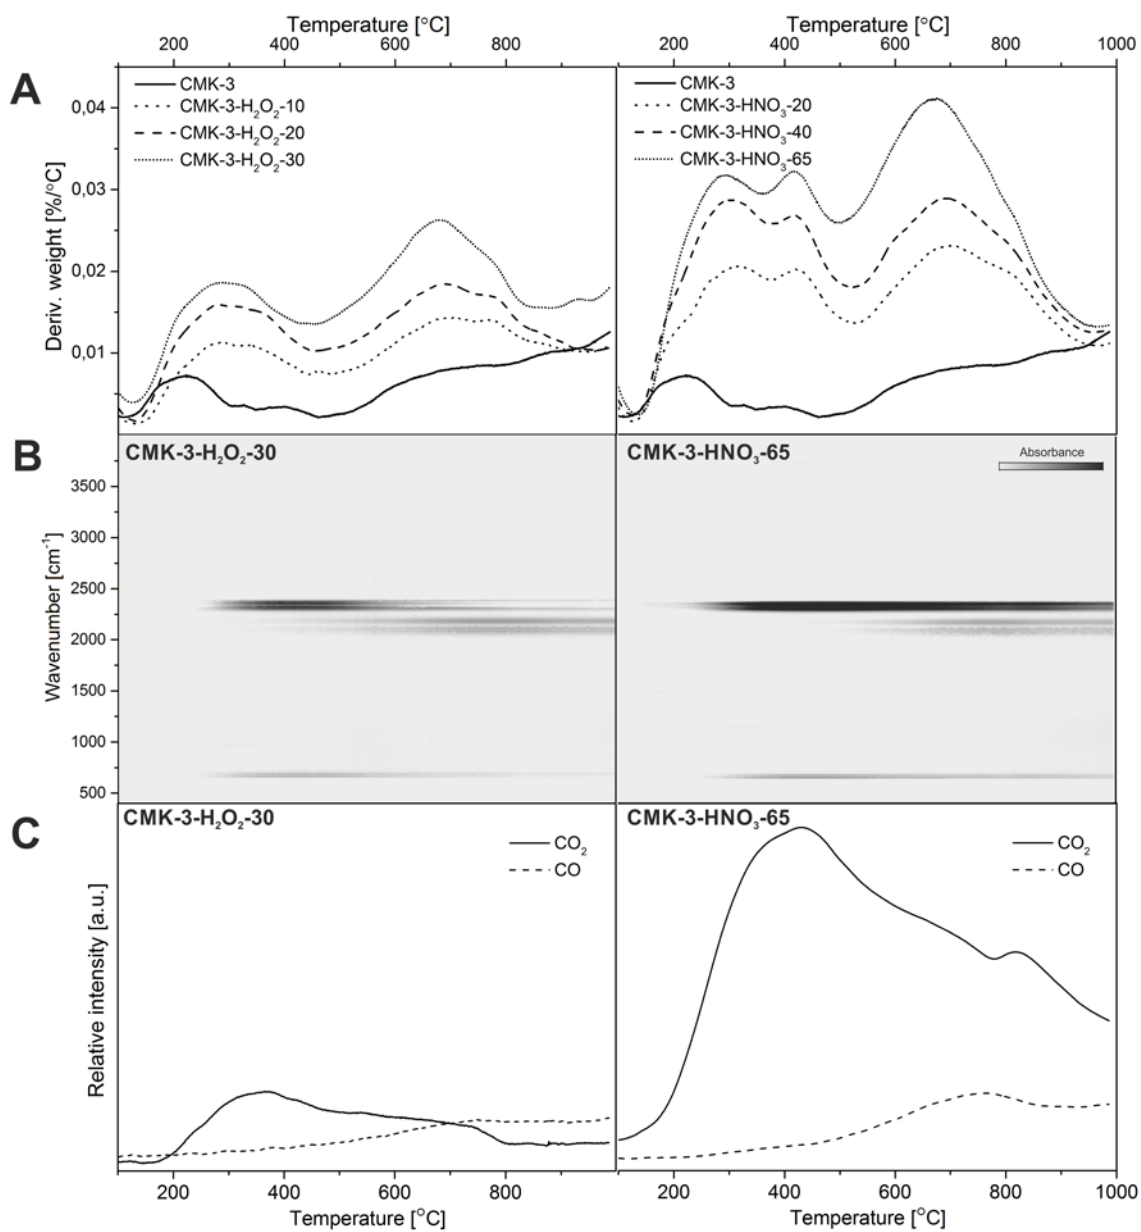 Temperature [°C]
Temperature [°C]
200 400 600 800
200 400 600 800 1000
A
Deriv. weight [%/°C]
0,04
0,03
0,02
0,01
CMK-3
CMK-3-H₂O₂-10
CMK-3-H₂O₂-20
CMK-3-H₂O₂-30
CMK-3
CMK-3-HNO₃-20
CMK-3-HNO₃-40
CMK-3-HNO₃-65
B
CMK-3-H₂O₂-30
CMK-3-HNO₃-65
Absorbance
Wavenumber [cm⁻¹]
3500
3000
2500
2000
1500
1000
500
C
CMK-3-H₂O₂-30
CO₂
CO
CMK-3-HNO₃-65
CO₂
CO
Relative intensity [a.u.]
200 400 600 800
200 400 600 800 1000
Temperature [°C]
Temperature [°C]